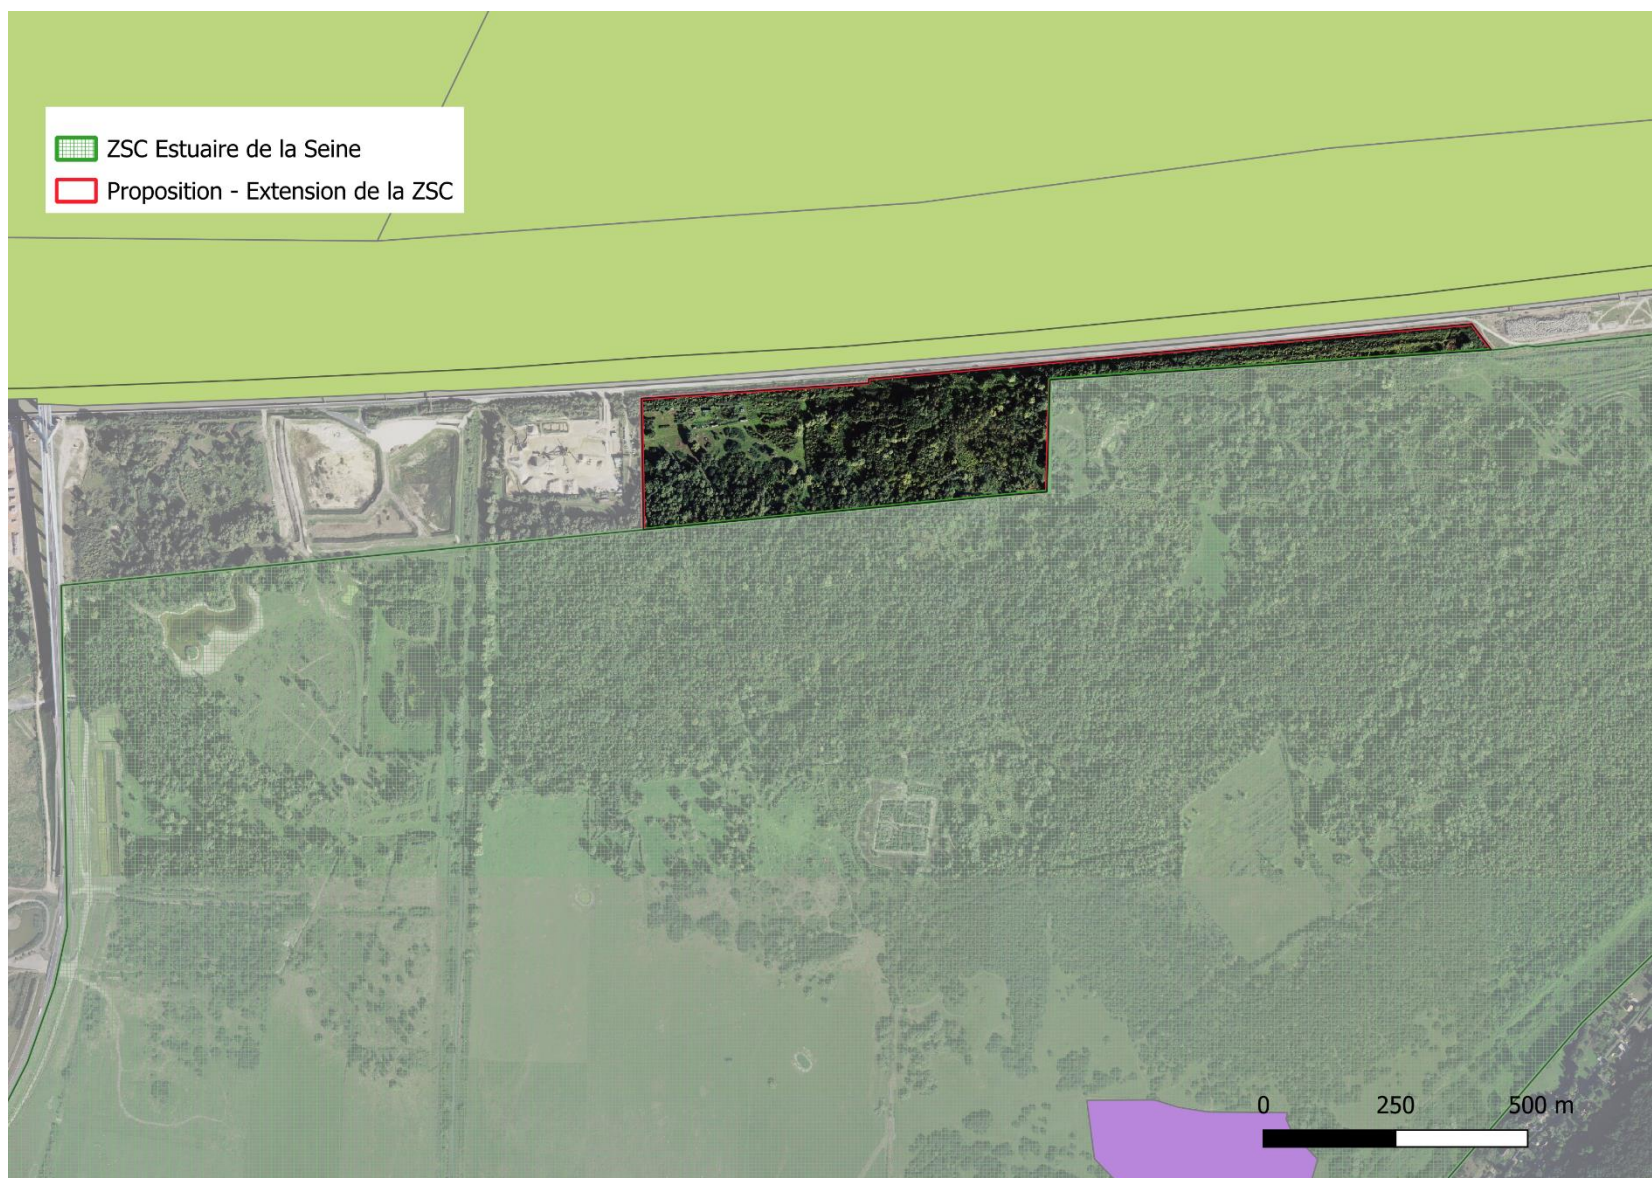 ZSC Estuaire de la Seine
Proposition - Extension de la ZSC
0 250 500 m